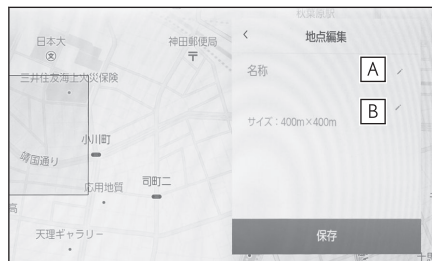 秋葉原駅
日本大
文
神田郵便局
三井住友海上火災保険
小川町
靖国通り
応用地質
司町二
高
天理ギャラリー
地点編集
名称
A
B
サイズ：400m×400m
保存